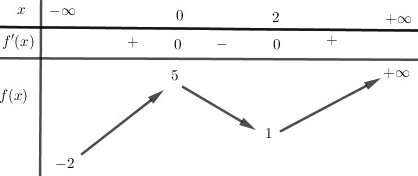 x −∞ 0 2 +∞
f′(x) + 0 − 0 +
5 +∞
f(x)
1
−2